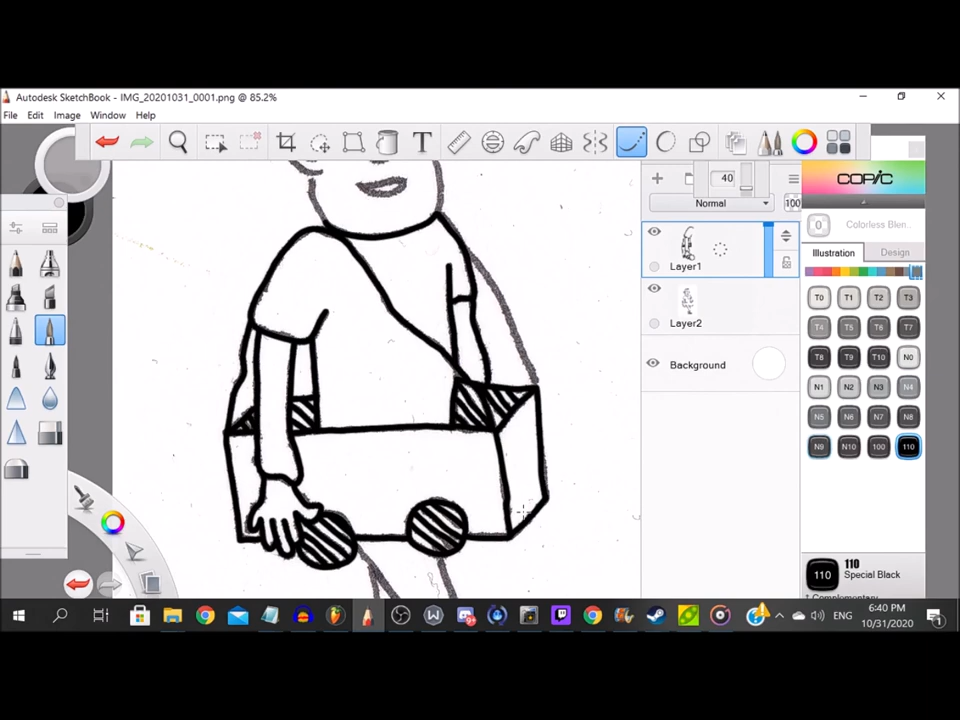 Autodesk SketchBook - IMG_20201031_0001.png @ 85.2%
File Edit Image Window Help
T
40
COPIC
Normal
100
0 Colorless Blen..
Illustration Design
Layer1
T0 T1 T2 T3
Layer2
T4 T5 T6 T7
T8 T9 T10 N0
Background
N1 N2 N3 N4
N5 N6 N7 N8
N9 N10 100 110
110 110
Special Black
Complementary
ENG 6:40 PM
10/31/2020